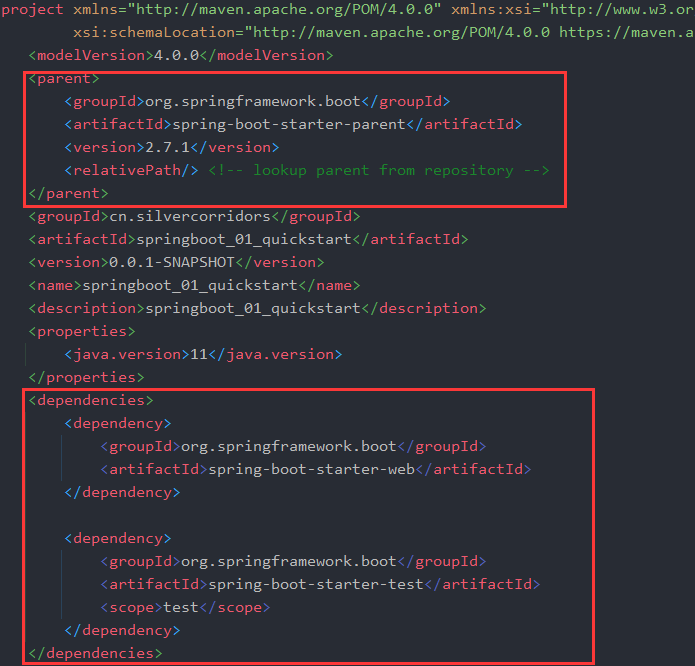 project xmlns="http://maven.apache.org/POM/4.0.0" xmlns:xsi="http://www.w3.or
xsi:schemaLocation="http://maven.apache.org/POM/4.0.0 https://maven.a
<modelVersion>4.0.0</modelVersion>
<parent>
<groupId>org.springframework.boot</groupId>
<artifactId>spring-boot-starter-parent</artifactId>
<version>2.7.1</version>
<relativePath/> <!-- lookup parent from repository -->
</parent>
<groupId>cn.silvercorridors</groupId>
<artifactId>springboot_01_quickstart</artifactId>
<version>0.0.1-SNAPSHOT</version>
<name>springboot_01_quickstart</name>
<description>springboot_01_quickstart</description>
<properties>
<java.version>11</java.version>
</properties>
<dependencies>
<dependency>
<groupId>org.springframework.boot</groupId>
<artifactId>spring-boot-starter-web</artifactId>
</dependency>
<dependency>
<groupId>org.springframework.boot</groupId>
<artifactId>spring-boot-starter-test</artifactId>
<scope>test</scope>
</dependency>
</dependencies>